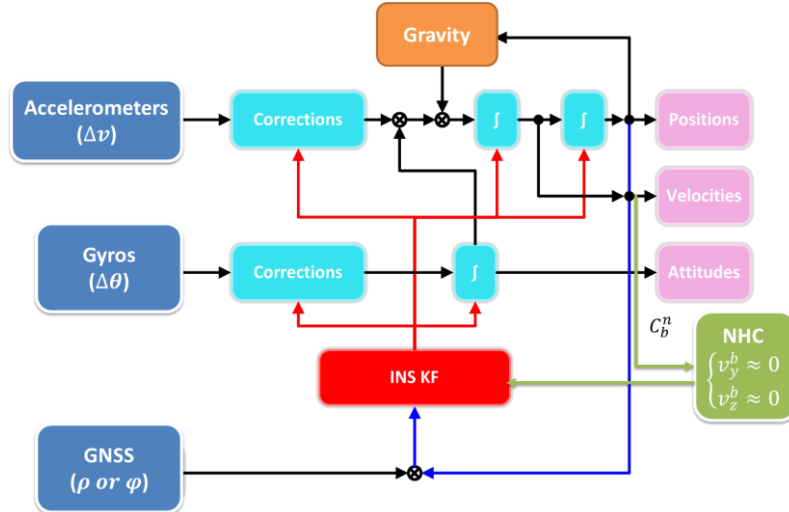 Gravity
Accelerometers
(Δv)
Corrections
∫
∫
Positions
Velocities
Gyros
(Δθ)
Corrections
∫
Attitudes
C_b^n
NHC
{v_y^b ≈ 0
v_z^b ≈ 0
INS KF
GNSS
(ρ or φ)